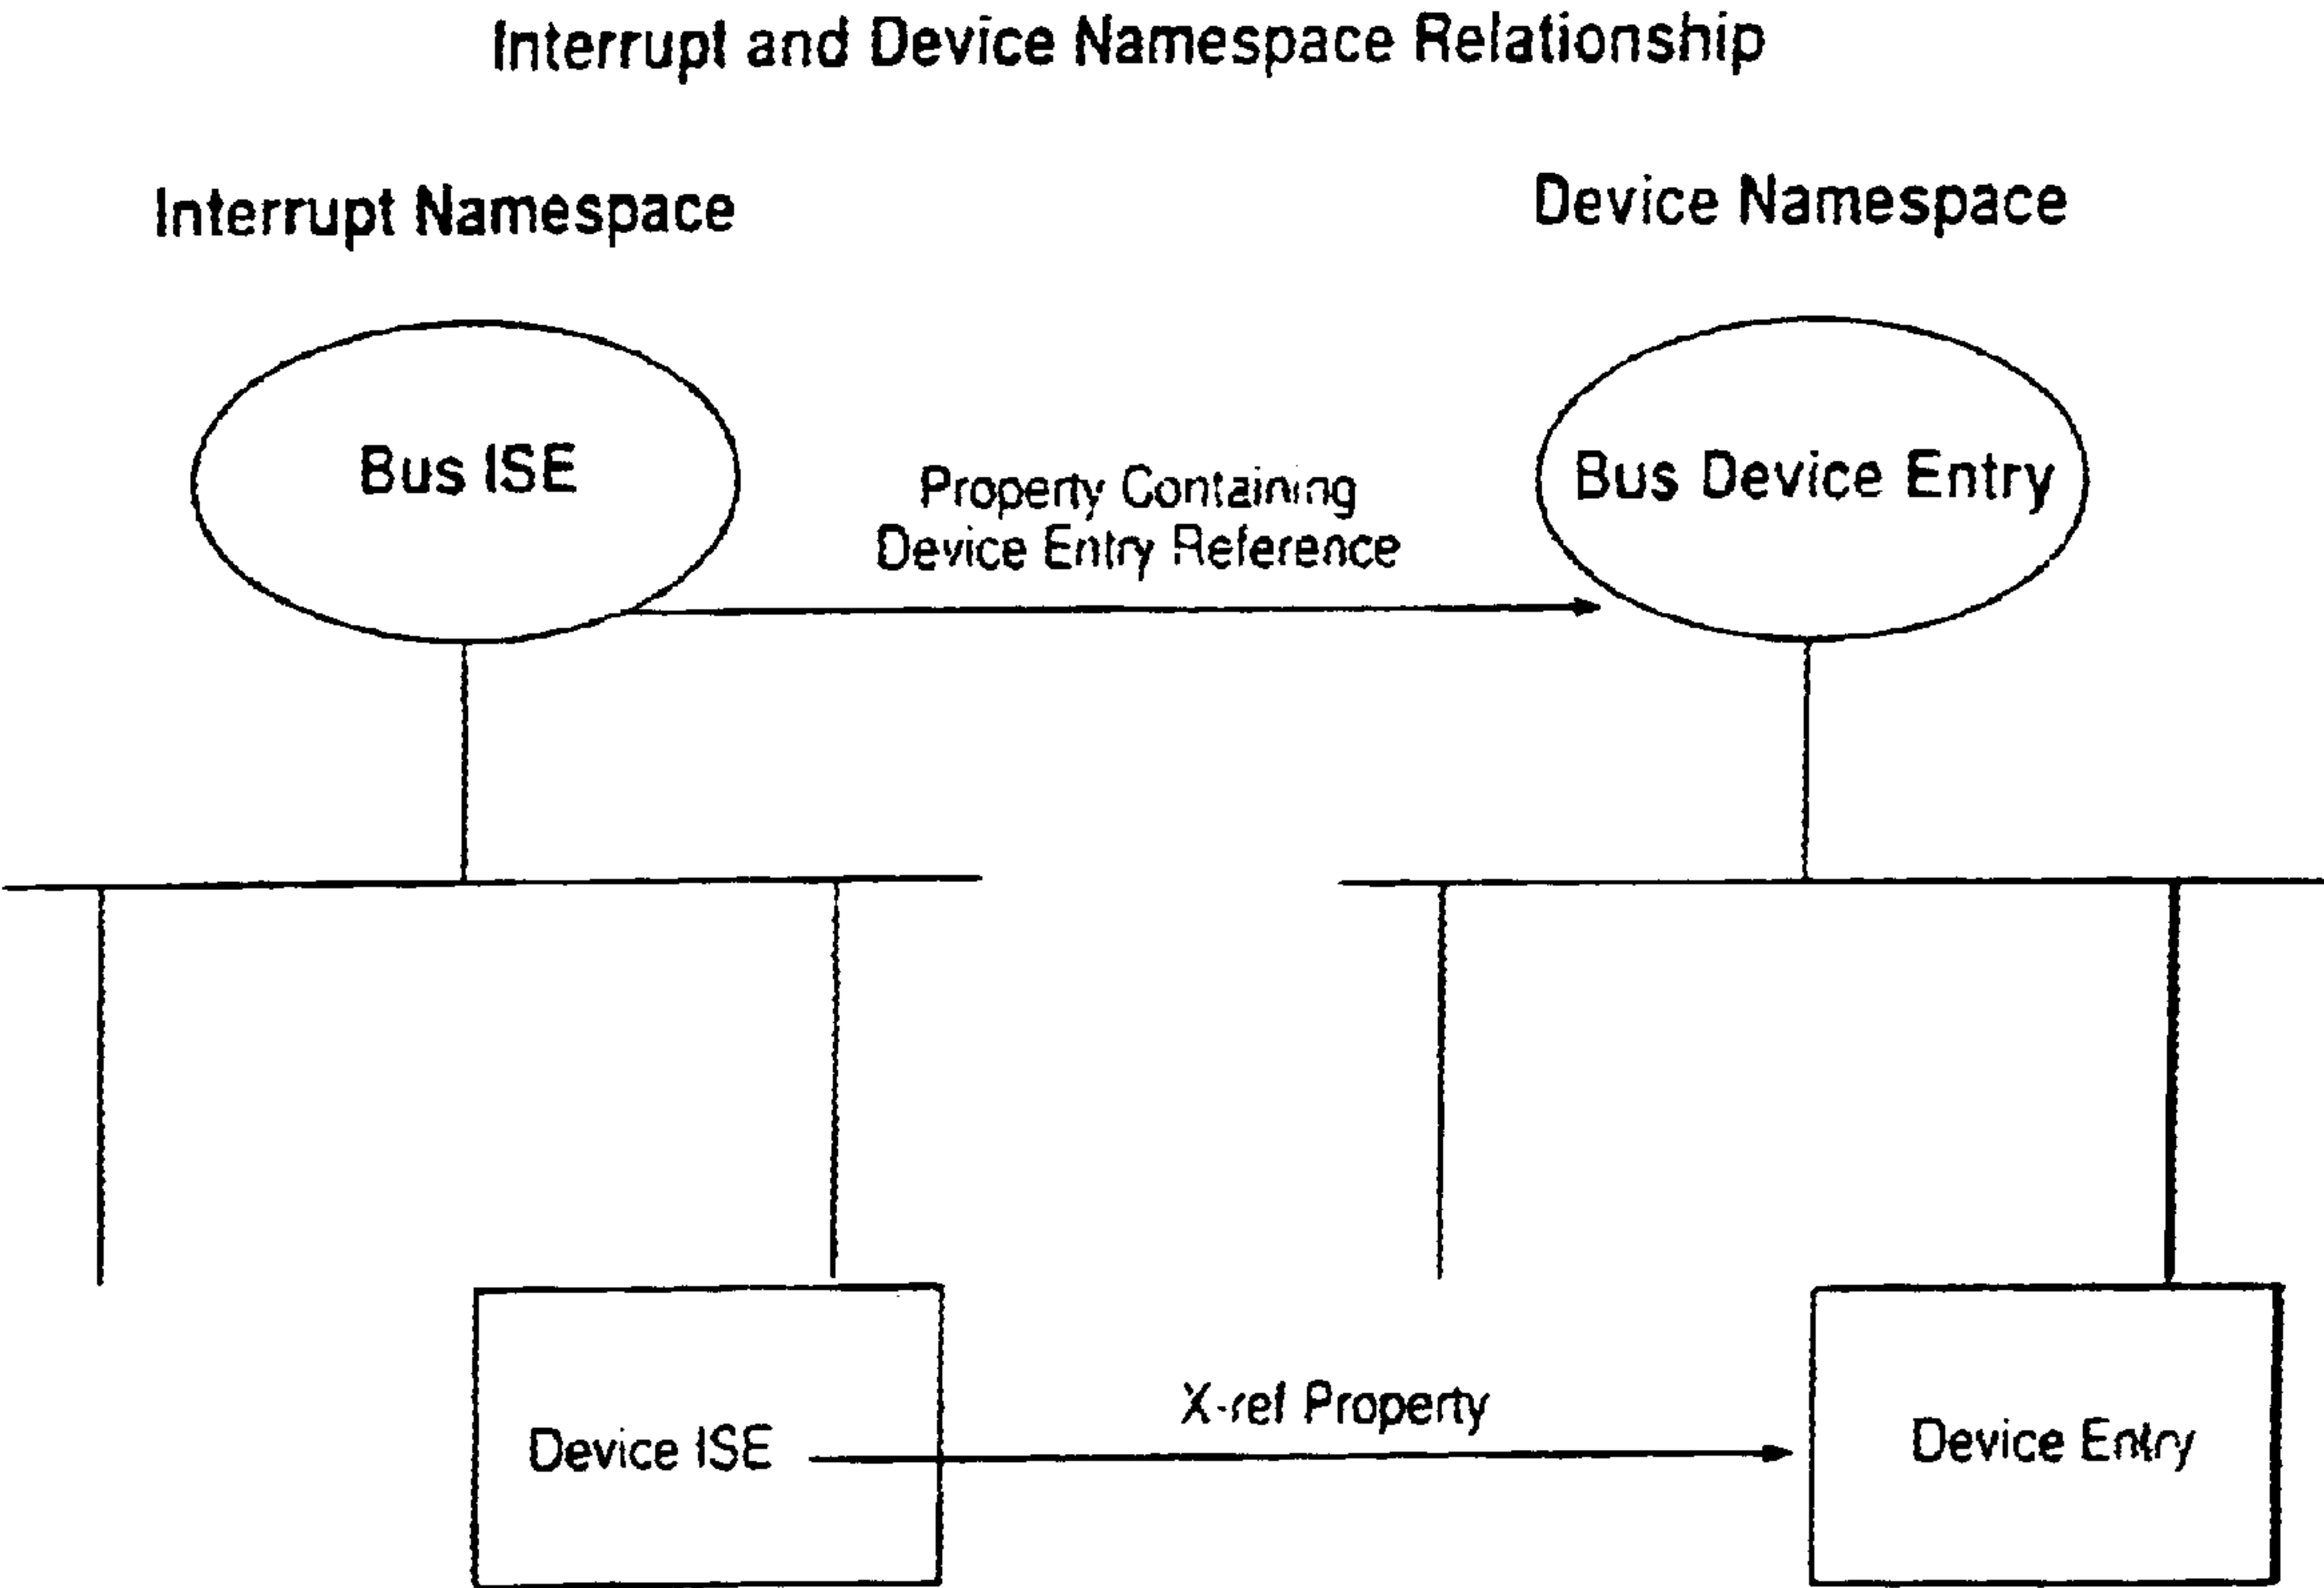 Interrupt and Device Namespace Relationship
Interrupt Namespace
Device Namespace
Bus ISE
Bus Device Entry
Property Containing
Device Entry Reference
X-ref Property
Device ISE
Device Entry